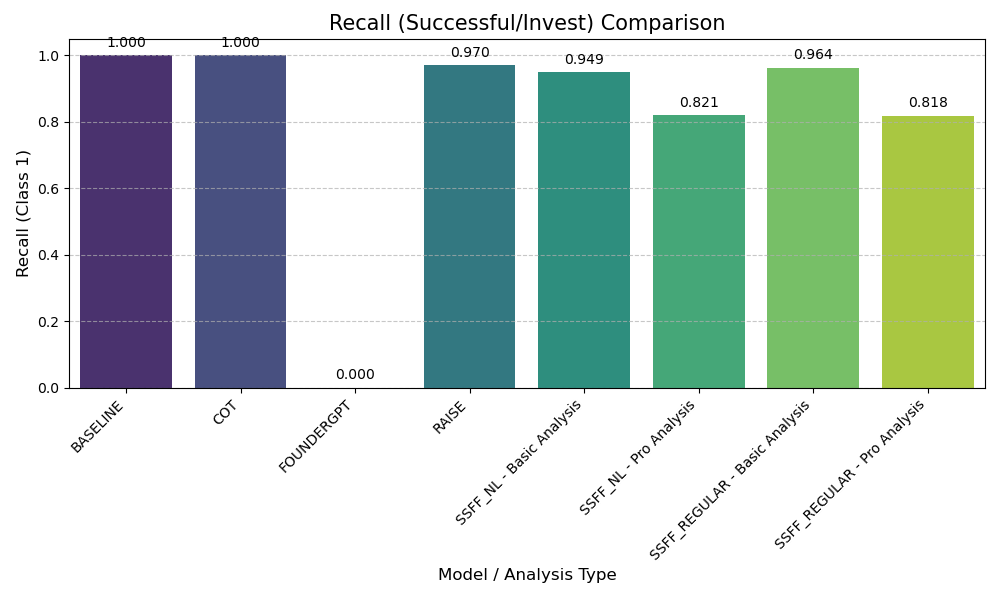 Recall (Successful/Invest) Comparison
Recall (Class 1)
1.0
0.8
0.6
0.4
0.2
0.0
1.000
1.000
0.000
0.970
0.949
0.821
0.964
0.818
BASELINE
COT
FOUNDERGPT
RAISE
SSFF_NL - Basic Analysis
SSFF_NL - Pro Analysis
SSFF_REGULAR - Basic Analysis
SSFF_REGULAR - Pro Analysis
Model / Analysis Type